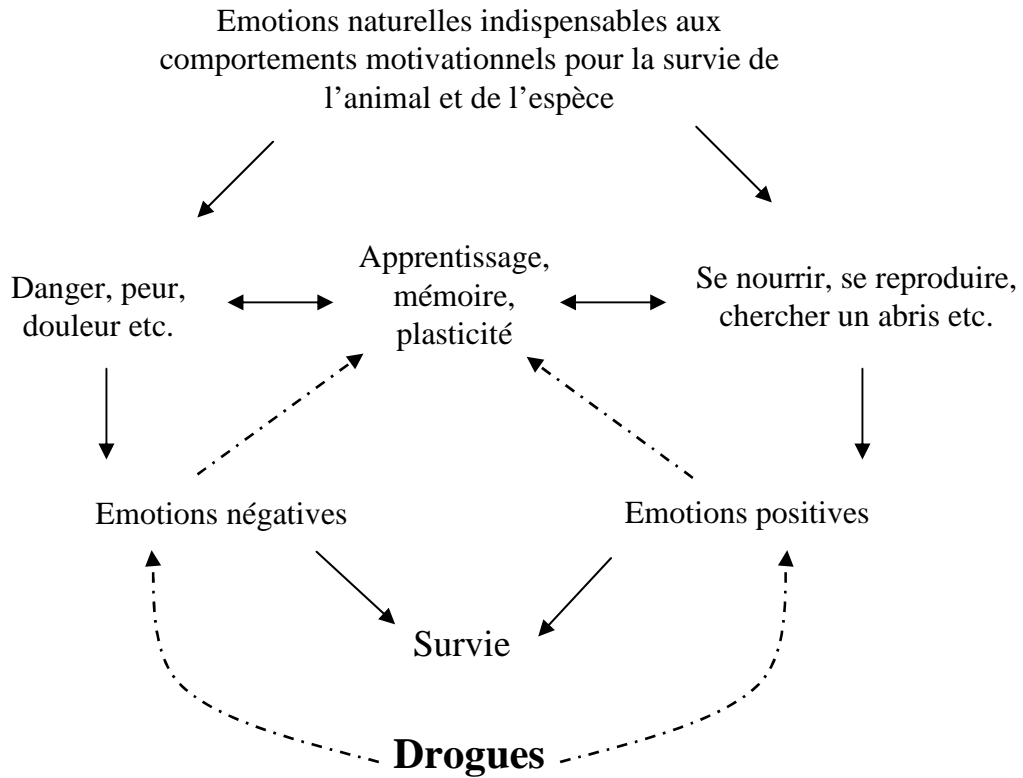 Emotions naturelles indispensables aux
comportements motivationnels pour la survie de
l’animal et de l’espèce
Danger, peur,
douleur etc.
Apprentissage,
mémoire,
plasticité
Se nourrir, se reproduire,
chercher un abris etc.
Emotions négatives
Emotions positives
Survie
Drogues